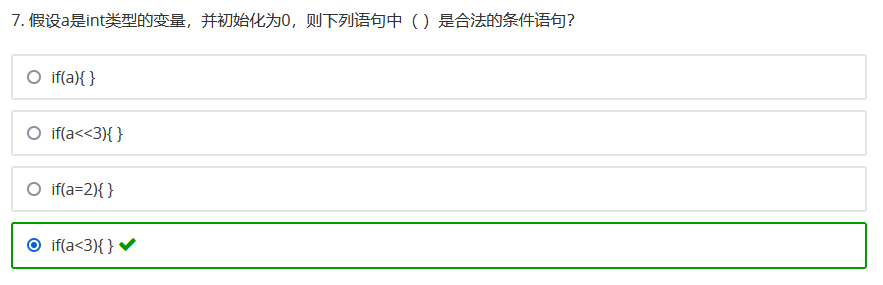 7. 假设a是int类型的变量，并初始化为0，则下列语句中（ ）是合法的条件语句？
if(a){ }
if(a<<3){ }
if(a=2){ }
if(a<3){ }